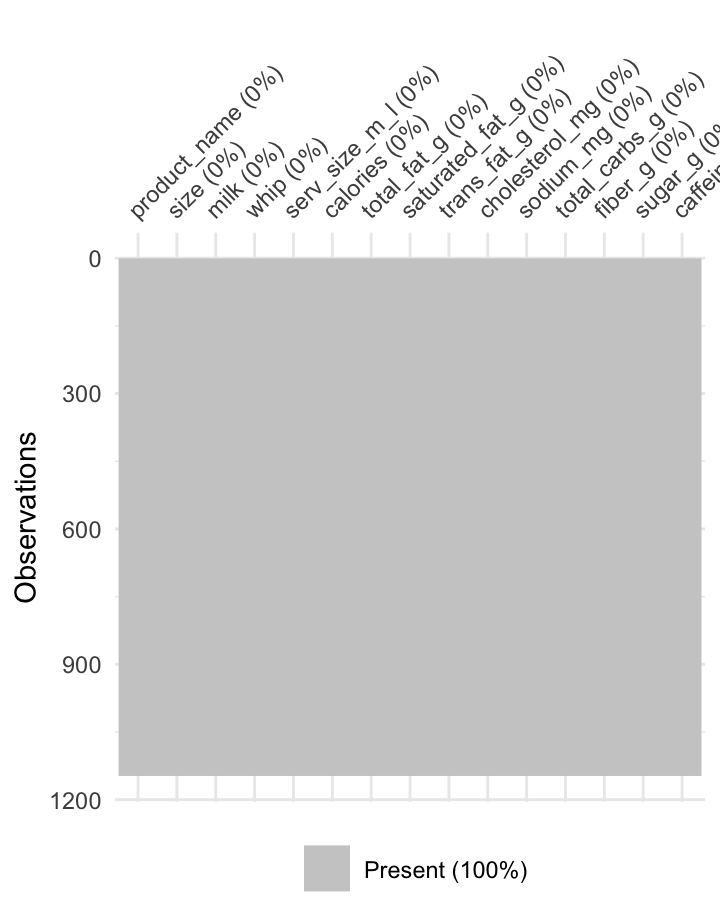 product_name (0%)
size (0%)
milk (0%)
whip (0%)
serv_size_m_l (0%)
calories (0%)
total_fat_g (0%)
saturated_fat_g (0%)
trans_fat_g (0%)
cholesterol_mg (0%)
sodium_mg (0%)
total_carbs_g (0%)
fiber_g (0%)
sugar_g (0%
caffein
0
300
600
900
1200
Observations
Present (100%)